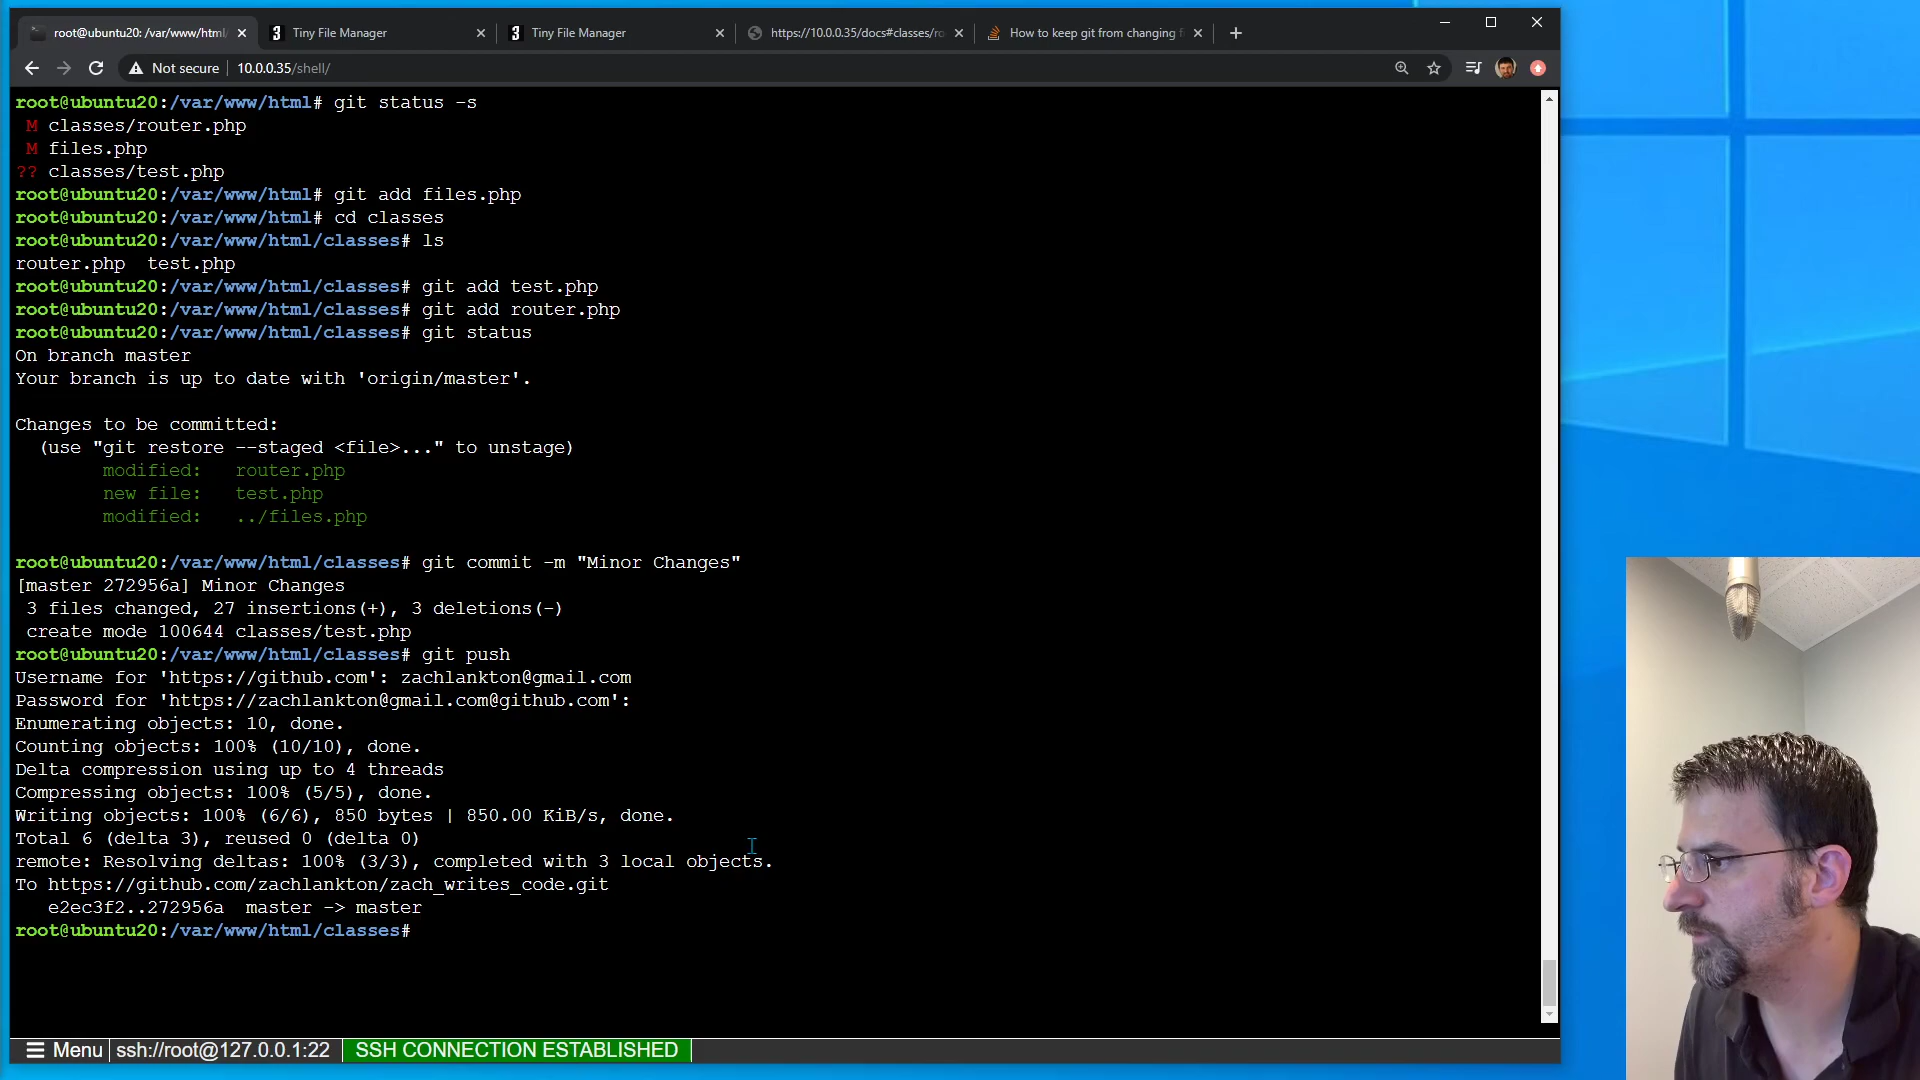 root@ubuntu20: /var/www/html
Tiny File Manager
Tiny File Manager
https://10.0.0.35/docs#classes/ro
How to keep git from changing f
Not secure
10.0.0.35/shell/
root@ubuntu20:/var/www/html# git status -s
M classes/router.php
M files.php
?? classes/test.php
root@ubuntu20:/var/www/html# git add files.php
root@ubuntu20:/var/www/html# cd classes
root@ubuntu20:/var/www/html/classes# ls
router.php  test.php
root@ubuntu20:/var/www/html/classes# git add test.php
root@ubuntu20:/var/www/html/classes# git add router.php
root@ubuntu20:/var/www/html/classes# git status
On branch master
Your branch is up to date with 'origin/master'.
Changes to be committed:
(use "git restore --staged <file>..." to unstage)
modified:   router.php
new file:   test.php
modified:   ../files.php
root@ubuntu20:/var/www/html/classes# git commit -m "Minor Changes"
[master 272956a] Minor Changes
3 files changed, 27 insertions(+), 3 deletions(-)
create mode 100644 classes/test.php
root@ubuntu20:/var/www/html/classes# git push
Username for 'https://github.com': zachlankton@gmail.com
Password for 'https://zachlankton@gmail.com@github.com':
Enumerating objects: 10, done.
Counting objects: 100% (10/10), done.
Delta compression using up to 4 threads
Compressing objects: 100% (5/5), done.
Writing objects: 100% (6/6), 850 bytes | 850.00 KiB/s, done.
Total 6 (delta 3), reused 0 (delta 0)
remote: Resolving deltas: 100% (3/3), completed with 3 local objects.
To https://github.com/zachlankton/zach_writes_code.git
e2ec3f2..272956a  master -> master
root@ubuntu20:/var/www/html/classes#
Menu
ssh://root@127.0.0.1:22
SSH CONNECTION ESTABLISHED